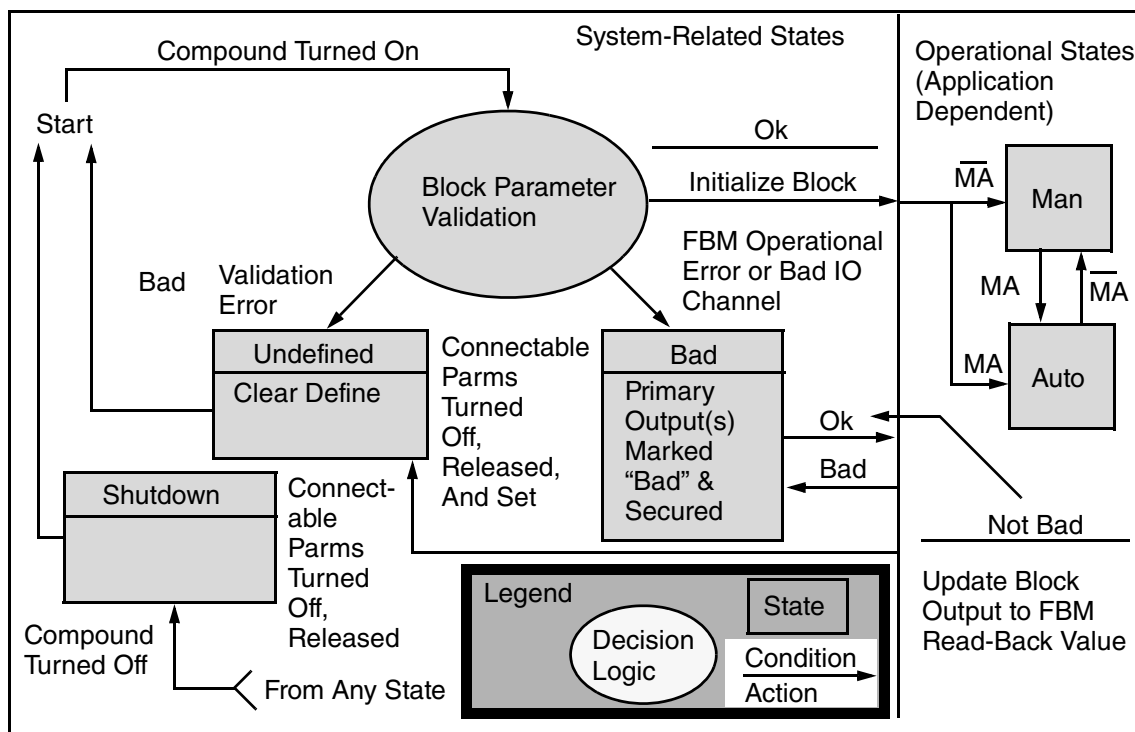 System-Related States
Compound Turned On
Operational States
(Application
Dependent)
Start
Ok
Initialize Block
Block Parameter
Validation
M̅A̅
Man
FBM Operational
Error or Bad IO
Channel
Bad
Validation
Error
MA
M̅A̅
Undefined
Clear Define
Connectable
Parms
Turned
Off,
Released,
And Set
Bad
Primary
Output(s)
Marked
“Bad” &
Secured
MA
Auto
Ok
Bad
Shutdown
Connect-
able
Parms
Turned
Off,
Released
Not Bad
Update Block
Output to FBM
Read-Back Value
Compound
Turned Off
From Any State
Legend
State
Decision
Logic
Condition
Action